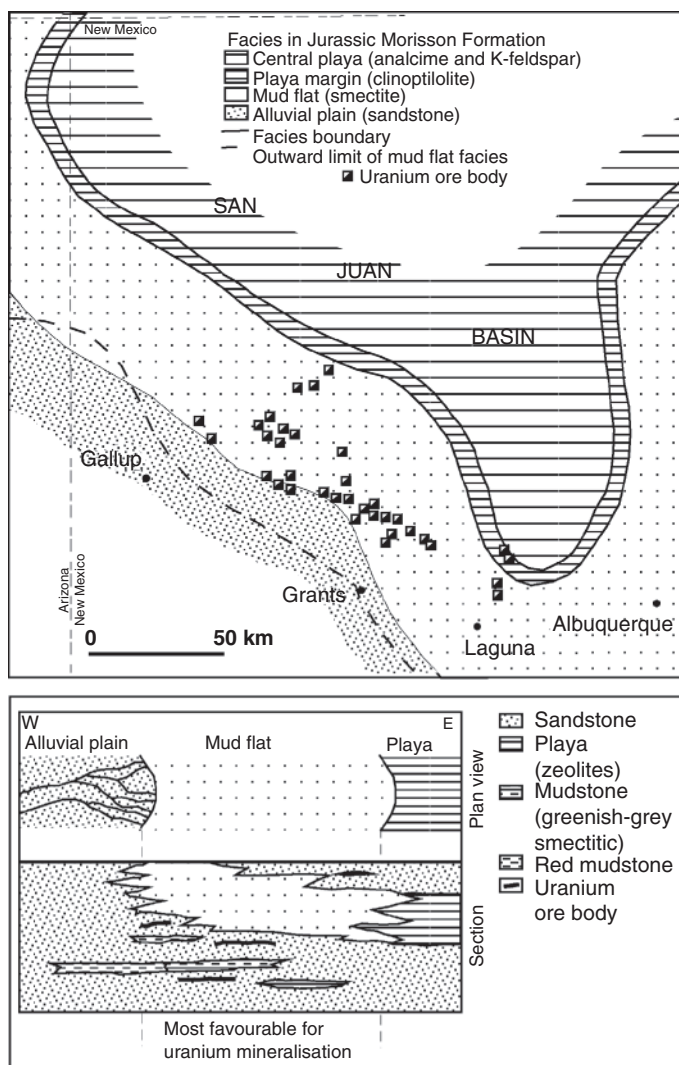 New Mexico
Facies in Jurassic Morisson Formation
Central playa (analcime and K-feldspar)
Playa margin (clinoptilolite)
Mud flat (smectite)
Alluvial plain (sandstone)
Facies boundary
Outward limit of mud flat facies
Uranium ore body
SAN
JUAN
BASIN
Gallup
Arizona
New Mexico
Grants
0 50 km
Laguna
Albuquerque
W E
Alluvial plain Mud flat Playa
Plan view
Section
Most favourable for
uranium mineralisation
Sandstone
Playa
(zeolites)
Mudstone
(greenish-grey
smectitic)
Red mudstone
Uranium
ore body